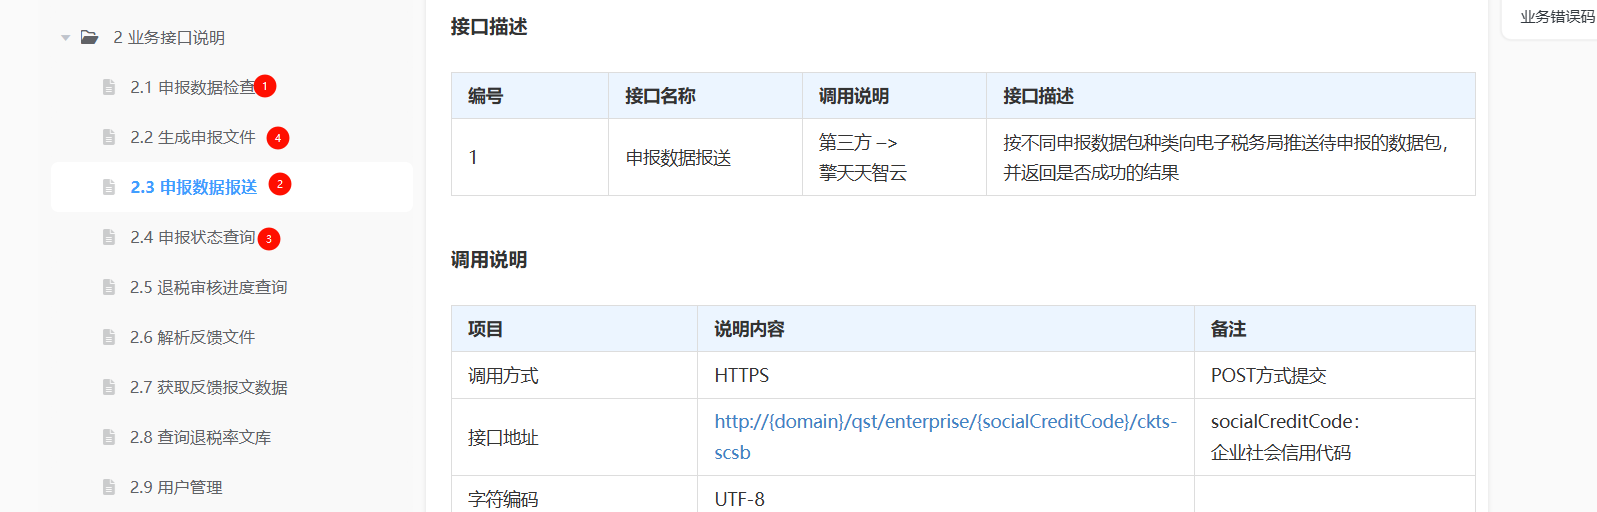 2 业务接口说明
2.1 申报数据检查
1
2.2 生成申报文件
4
2.3 申报数据报送
2
2.4 申报状态查询
3
2.5 退税审核进度查询
2.6 解析反馈文件
2.7 获取反馈报文数据
2.8 查询退税率文库
2.9 用户管理
接口描述
编号 接口名称 调用说明 接口描述
1 申报数据报送 第三方 –> 按不同申报数据包种类向电子税务局推送待申报的数据包，
擎天天智云 并返回是否成功的结果
调用说明
项目 说明内容 备注
调用方式 HTTPS POST方式提交
接口地址 http://{domain}/qst/enterprise/{socialCreditCode}/ckts- socialCreditCode：
scsb 企业社会信用代码
字符编码 UTF-8
业务错误码